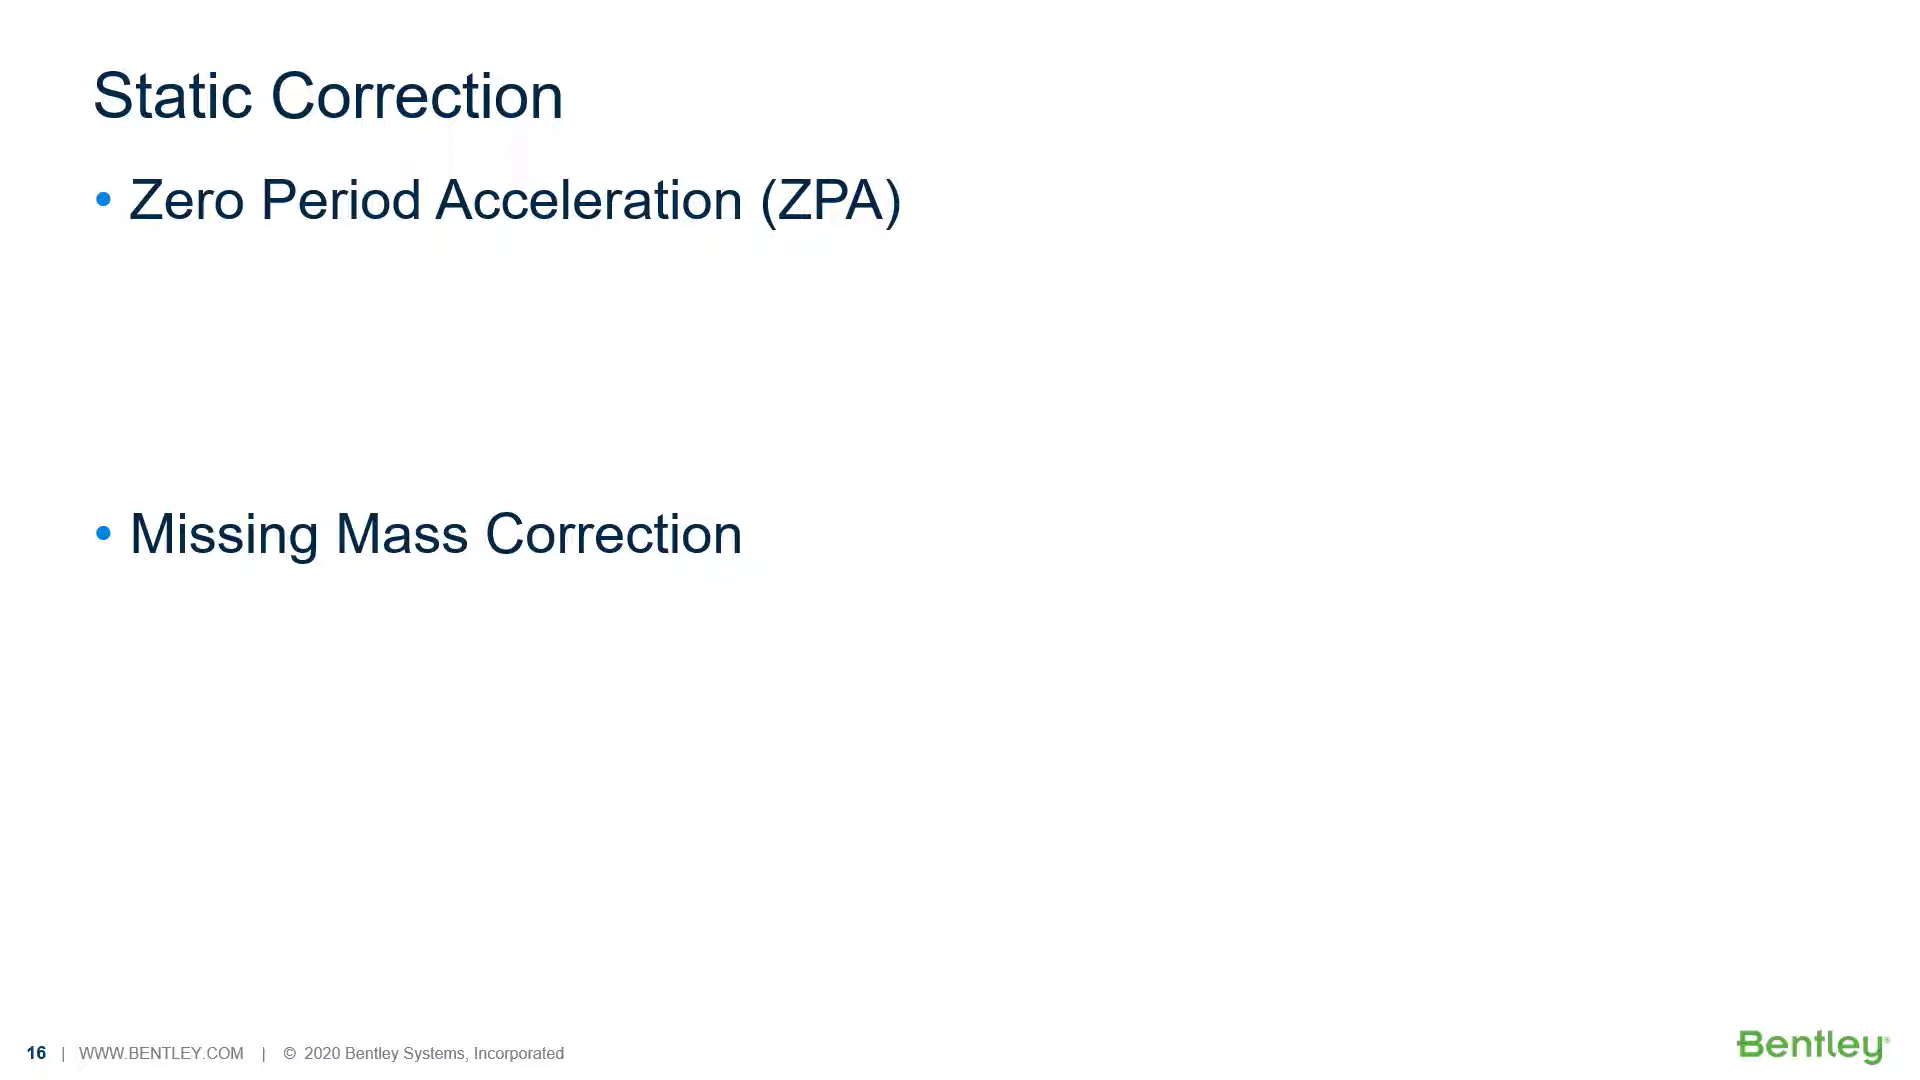 Static Correction
• Zero Period Acceleration (ZPA)
• Missing Mass Correction
16 | WWW.BENTLEY.COM | © 2020 Bentley Systems, Incorporated
Bentley®